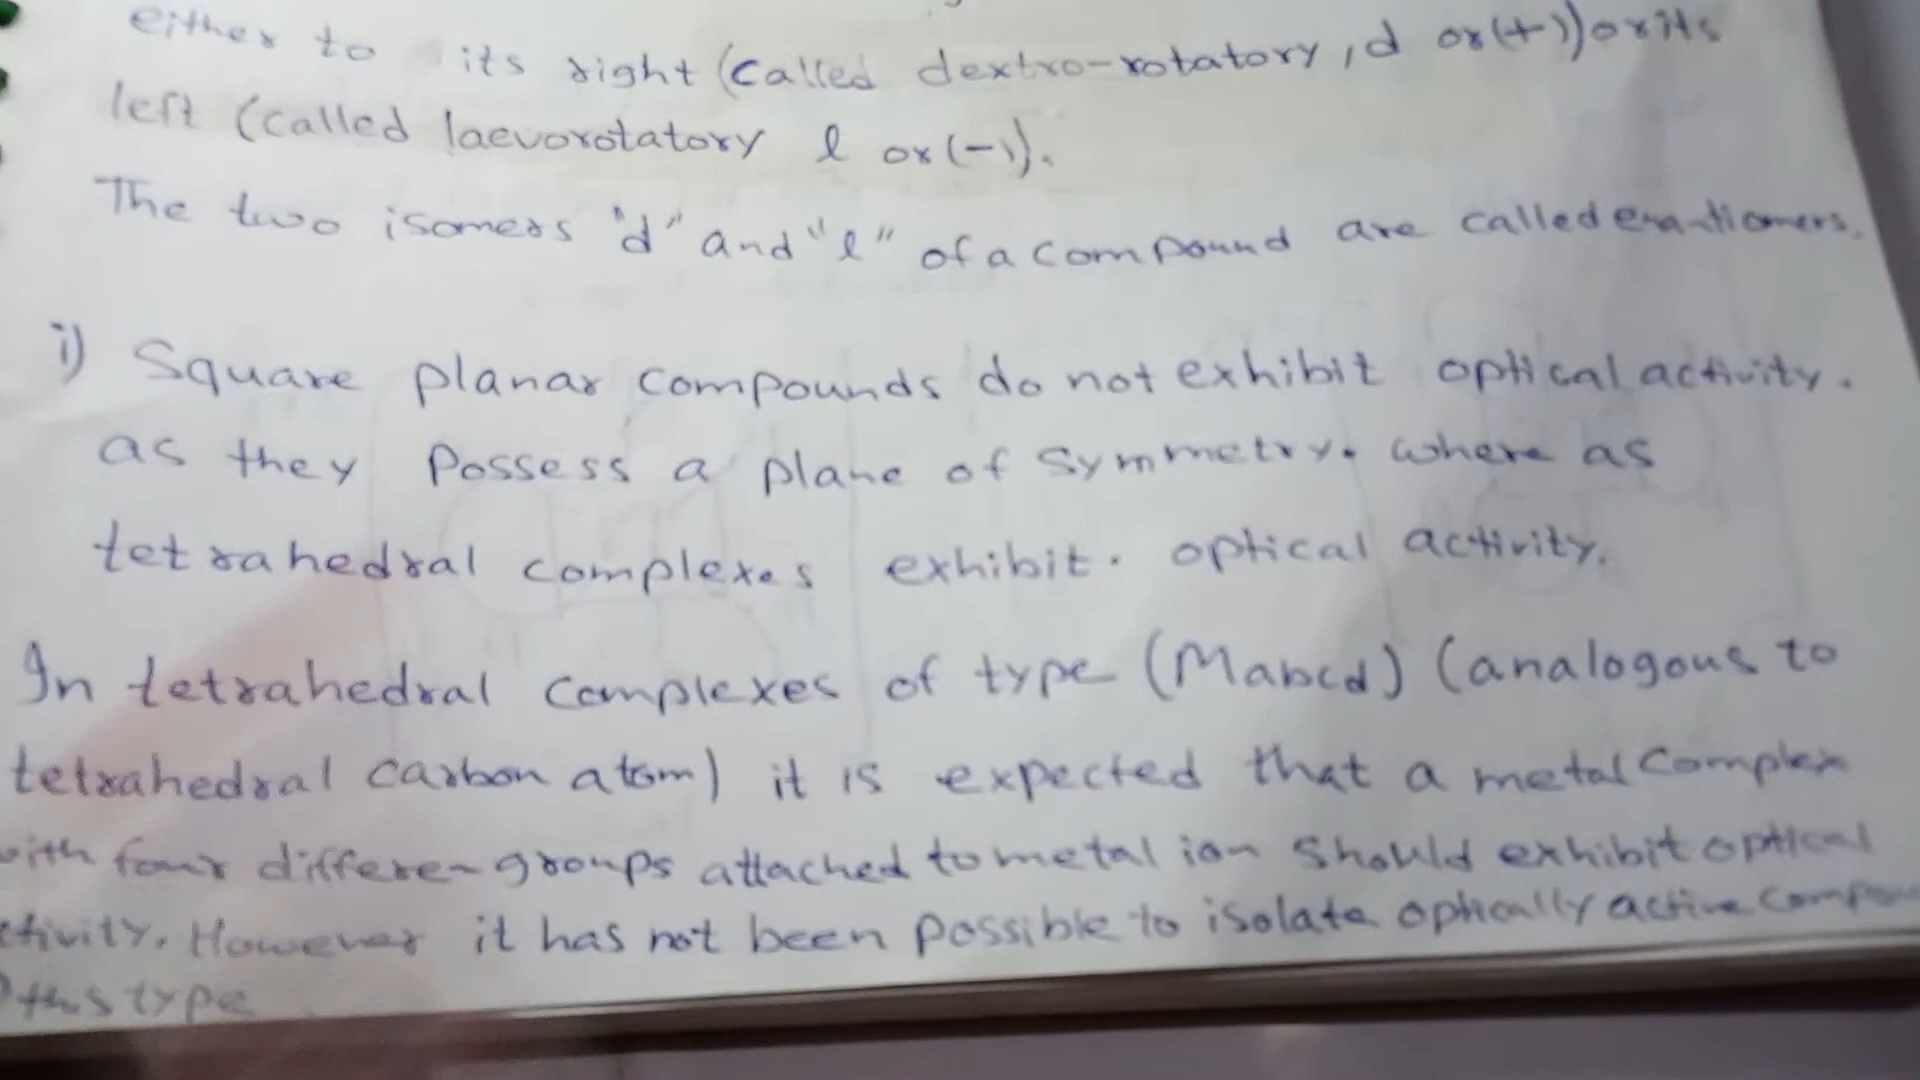 either to its right (called dextro-rotatory, d or (+)) or its
left (called laevorotatory l or (-)).
The two isomers "d" and "l" of a compound are called enantiomers.
i) Square planar compounds do not exhibit optical activity.
as they possess a plane of symmetry. where as
tetrahedral complexes exhibit. optical activity.
In tetrahedral complexes of type (Mabcd) (analogous to
tetrahedral carbon atom) it is expected that a metal complex
with four differen groups attached to metal ion should exhibit optical
ctivity. However it has not been possible to isolate optically active compou
this type